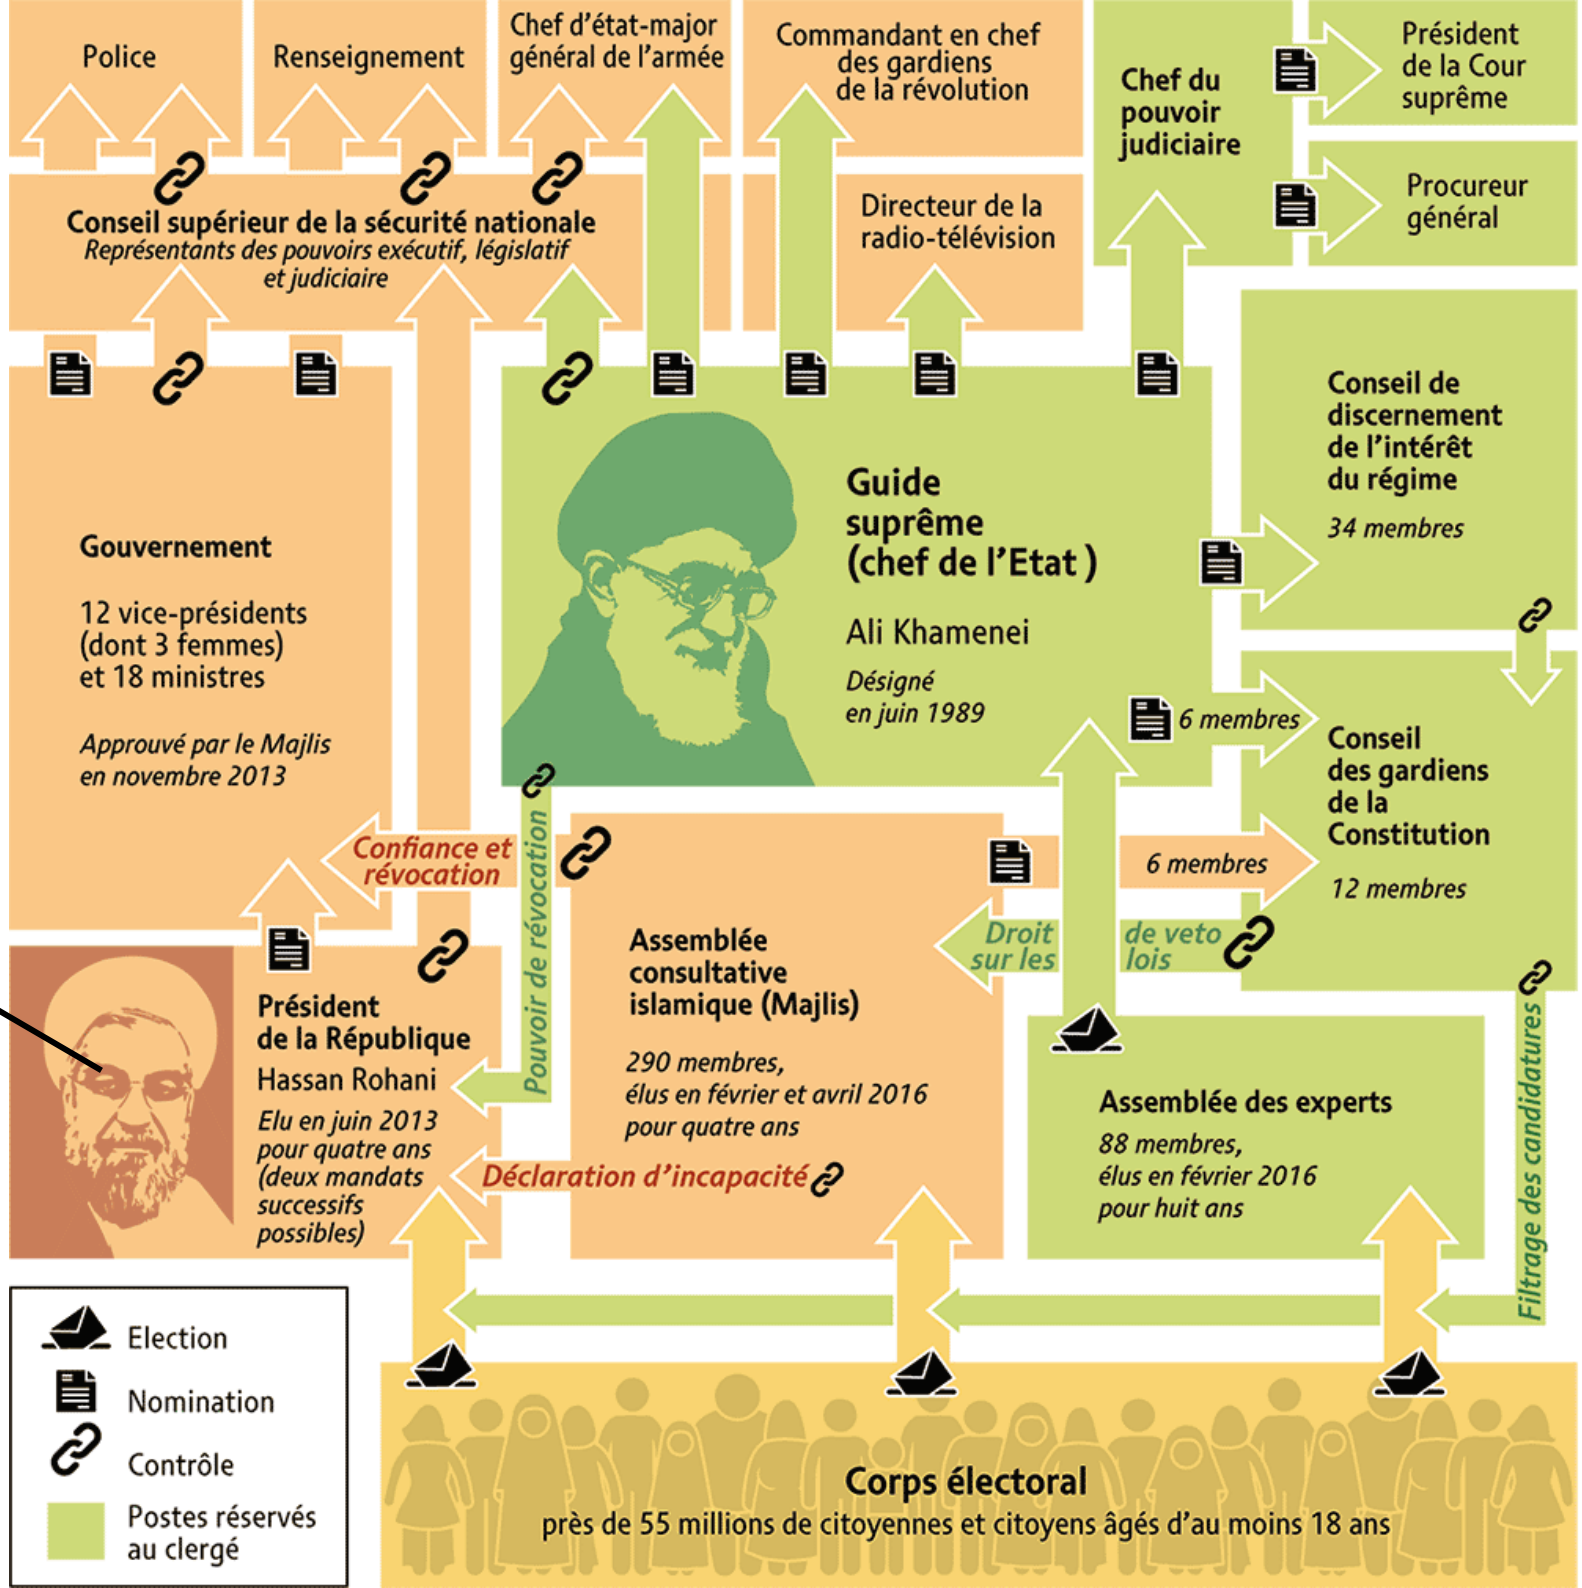 Police
Renseignement
Chef d'état-major
général de l'armée
Commandant en chef
des gardiens
de la révolution
Chef du
pouvoir
judiciaire
Président
de la Cour
suprême
Procureur
général
Conseil supérieur de la sécurité nationale
Représentants des pouvoirs exécutif, législatif
et judiciaire
Directeur de la
radio-télévision
Gouvernement
12 vice-présidents
(dont 3 femmes)
et 18 ministres
Approuvé par le Majlis
en novembre 2013
Guide
suprême
(chef de l'Etat )
Ali Khamenei
Désigné
en juin 1989
Conseil de
discernement
de l'intérêt
du régime
34 membres
6 membres
Conseil
des gardiens
de la
Constitution
12 membres
Confiance et
révocation
Pouvoir de révocation
6 membres
Droit de veto
sur les lois
Assemblée
consultative
islamique (Majlis)
290 membres,
élus en février et avril 2016
pour quatre ans
Déclaration d'incapacité
Président
de la République
Hassan Rohani
Elu en juin 2013
pour quatre ans
(deux mandats
successifs
possibles)
Assemblée des experts
88 membres,
élus en février 2016
pour huit ans
Filtrage des candidatures
Election
Nomination
Contrôle
Postes réservés
au clergé
Corps électoral
près de 55 millions de citoyennes et citoyens âgés d'au moins 18 ans